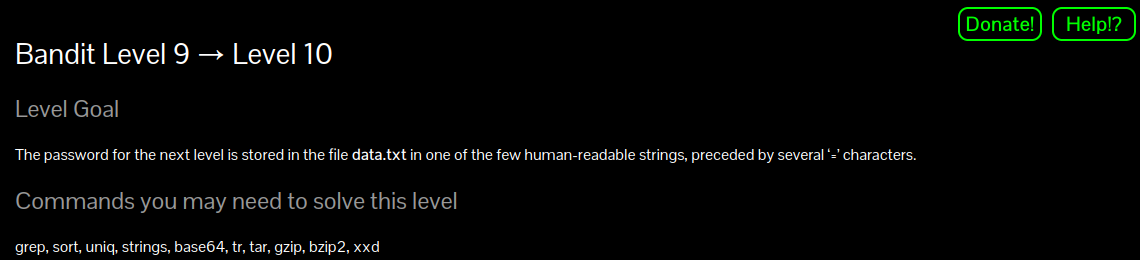 Donate! Help!?
Bandit Level 9 → Level 10
Level Goal
The password for the next level is stored in the file data.txt in one of the few human-readable strings, preceded by several ‘=’ characters.
Commands you may need to solve this level
grep, sort, uniq, strings, base64, tr, tar, gzip, bzip2, xxd